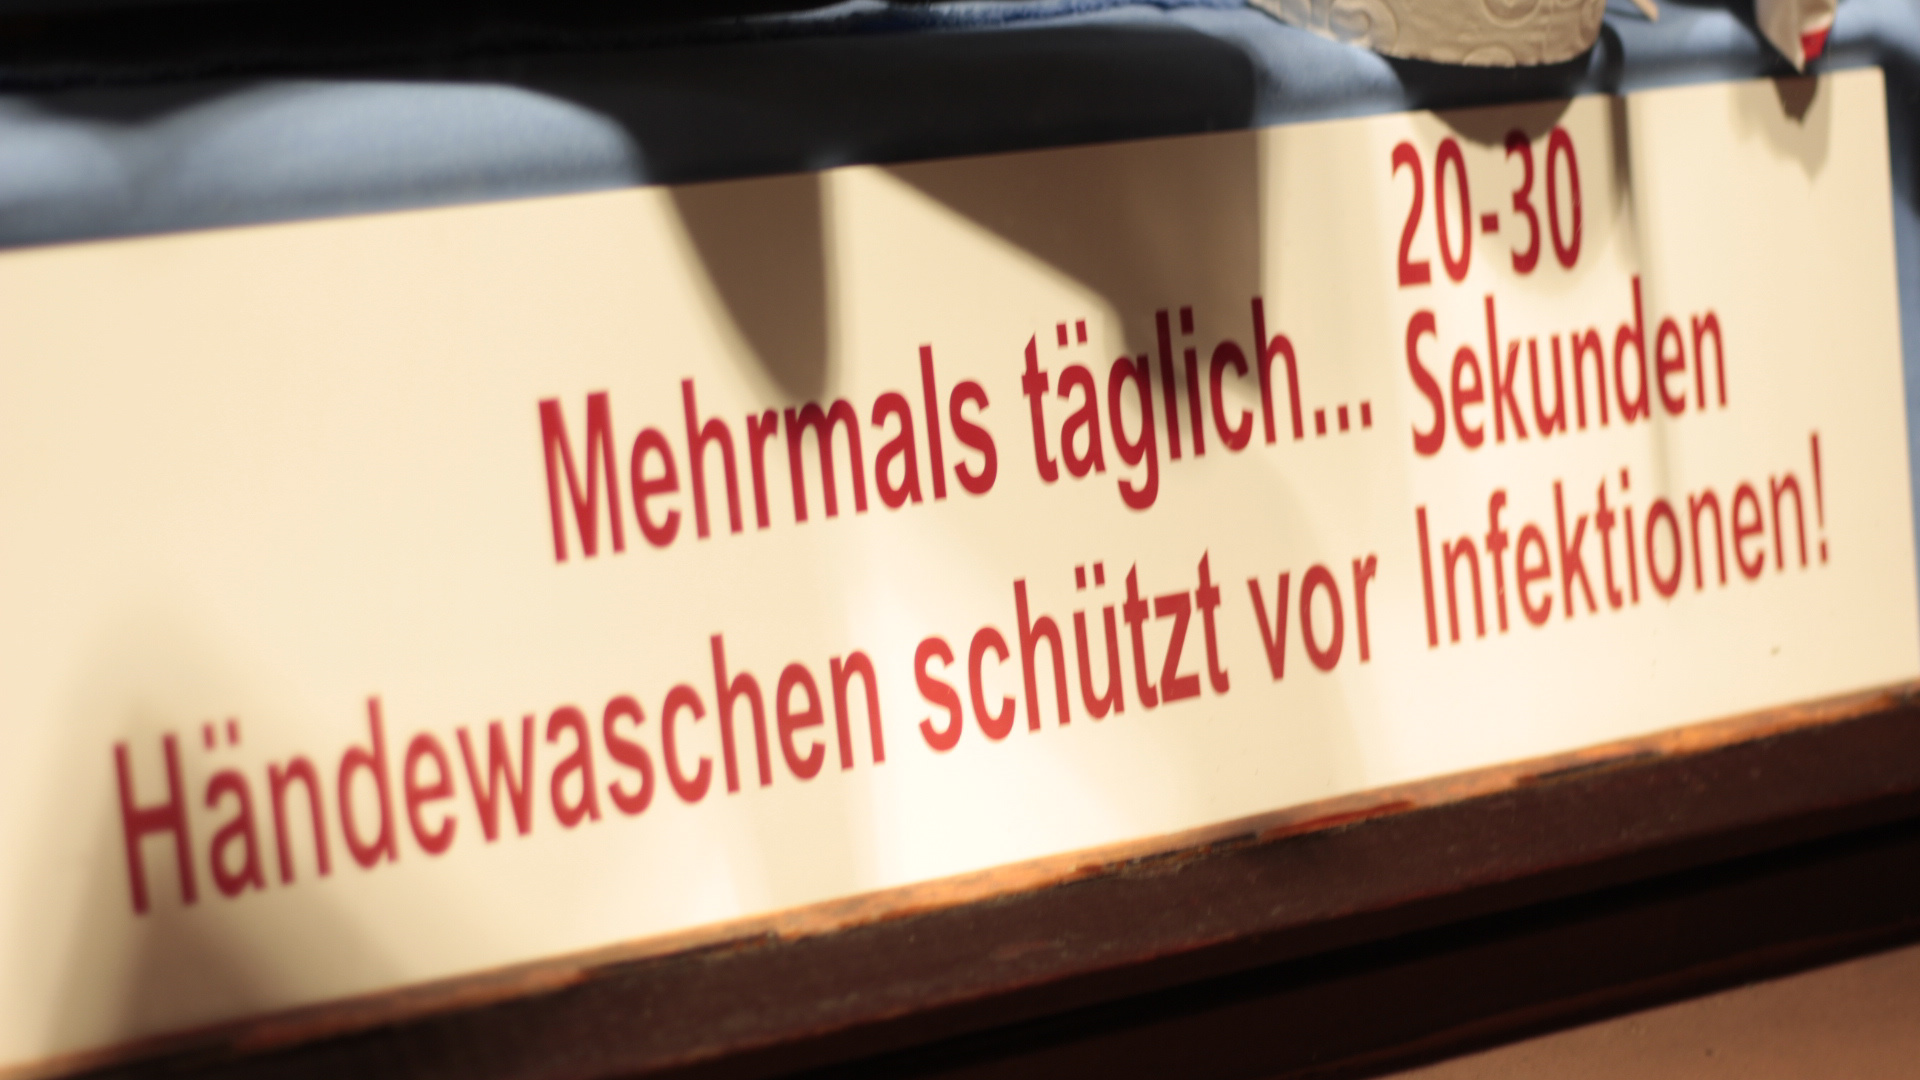 Mehrmals täglich... 20-30 Sekunden
Händewaschen schützt vor Infektionen!